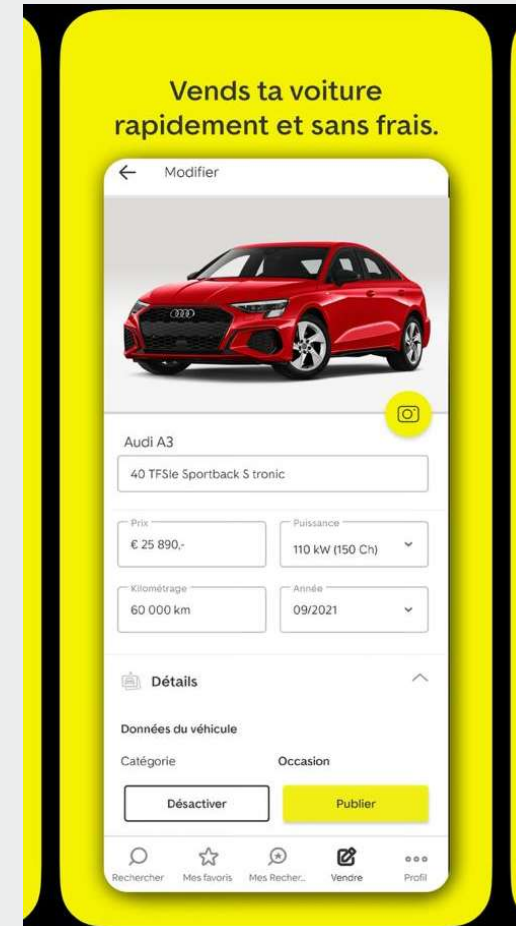 Vends ta voiture
rapidement et sans frais.
Modifier
Audi A3
40 TFSIe Sportback S tronic
Prix
€ 25 890,-
Puissance
110 kW (150 Ch)
Kilométrage
60 000 km
Année
09/2021
Détails
Données du véhicule
Catégorie
Occasion
Désactiver
Publier
Rechercher
Mes favoris
Mes Recher...
Vendre
Profil